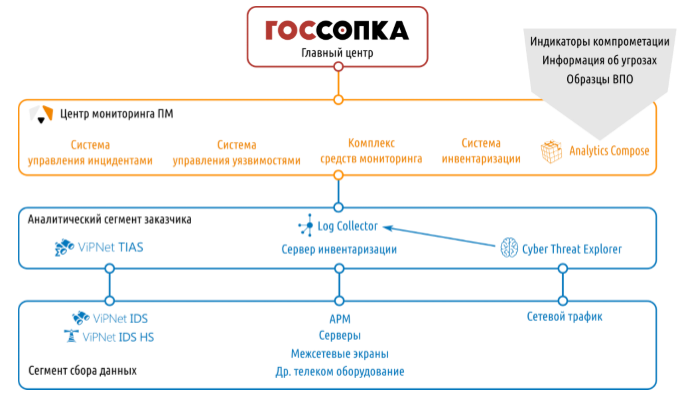 ГОССОПКА
Главный центр
Индикаторы компрометации
Информация об угрозах
Образцы ВПО
Центр мониторинга ПМ
Система
управления инцидентами
Система
управления уязвимостями
Комплекс
средств мониторинга
Система
инвентаризации
Analytics Compose
Аналитический сегмент заказчика
ViPNet TIAS
Log Collector
Сервер инвентаризации
Cyber Threat Explorer
ViPNet IDS
ViPNet IDS HS
АРМ
Серверы
Межсетевые экраны
Др. телеком оборудование
Сетевой трафик
Сегмент сбора данных